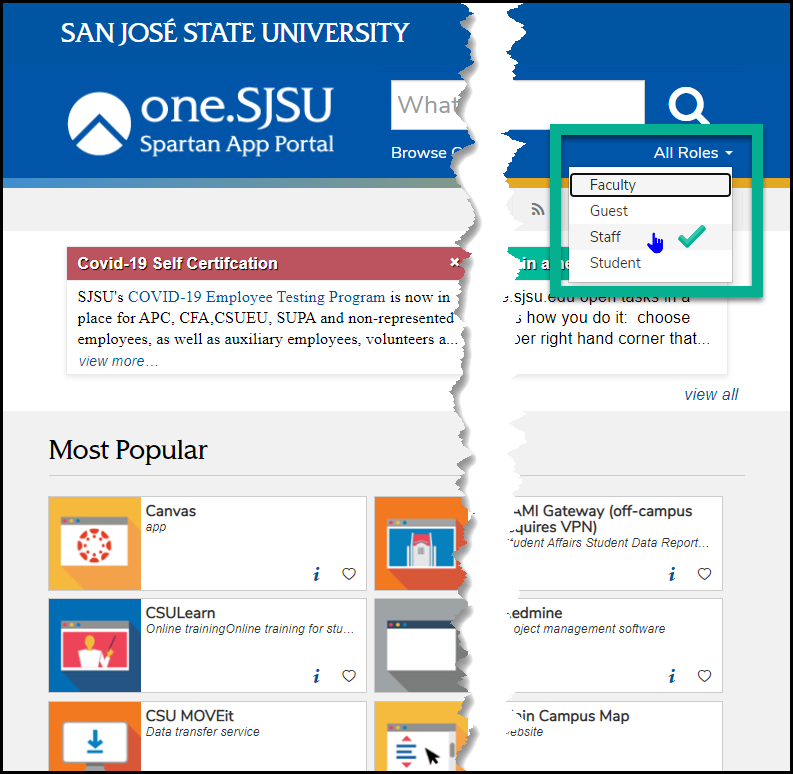 SAN JOSÉ STATE UNIVERSITY
one.SJSU
Spartan App Portal
What
Browse
All Roles
Faculty
Guest
Staff
Student
Covid-19 Self Certifcation
SJSU's COVID-19 Employee Testing Program is now in
place for APC, CFA,CSUEU, SUPA and non-represented
employees, as well as auxiliary employees, volunteers a...
view more...
in a
.sjsu.edu open tasks in a
s how you do it: choose
per right hand corner that...
view all
Most Popular
Canvas
app
AMI Gateway (off-campus
quires VPN)
tudent Affairs Student Data Report...
CSULearn
Online trainingOnline training for stu...
edmine
oject management software
CSU MOVEit
Data transfer service
Campus Map
ebsite